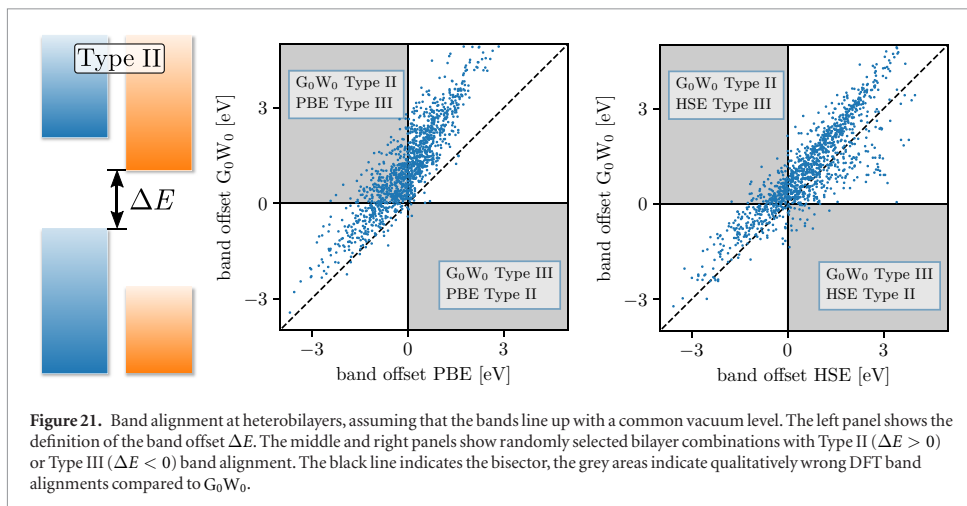 Type II
ΔE
band offset G₀W₀ [eV]
3
0
−3
G₀W₀ Type II
PBE Type III
G₀W₀ Type III
PBE Type II
−3
0
3
band offset PBE [eV]
band offset G₀W₀ [eV]
3
0
−3
G₀W₀ Type II
HSE Type III
G₀W₀ Type III
HSE Type II
−3
0
3
band offset HSE [eV]
Figure 21. Band alignment at heterobilayers, assuming that the bands line up with a common vacuum level. The left panel shows the
definition of the band offset ΔE. The middle and right panels show randomly selected bilayer combinations with Type II (ΔE > 0)
or Type III (ΔE < 0) band alignment. The black line indicates the bisector, the grey areas indicate qualitatively wrong DFT band
alignments compared to G₀W₀.